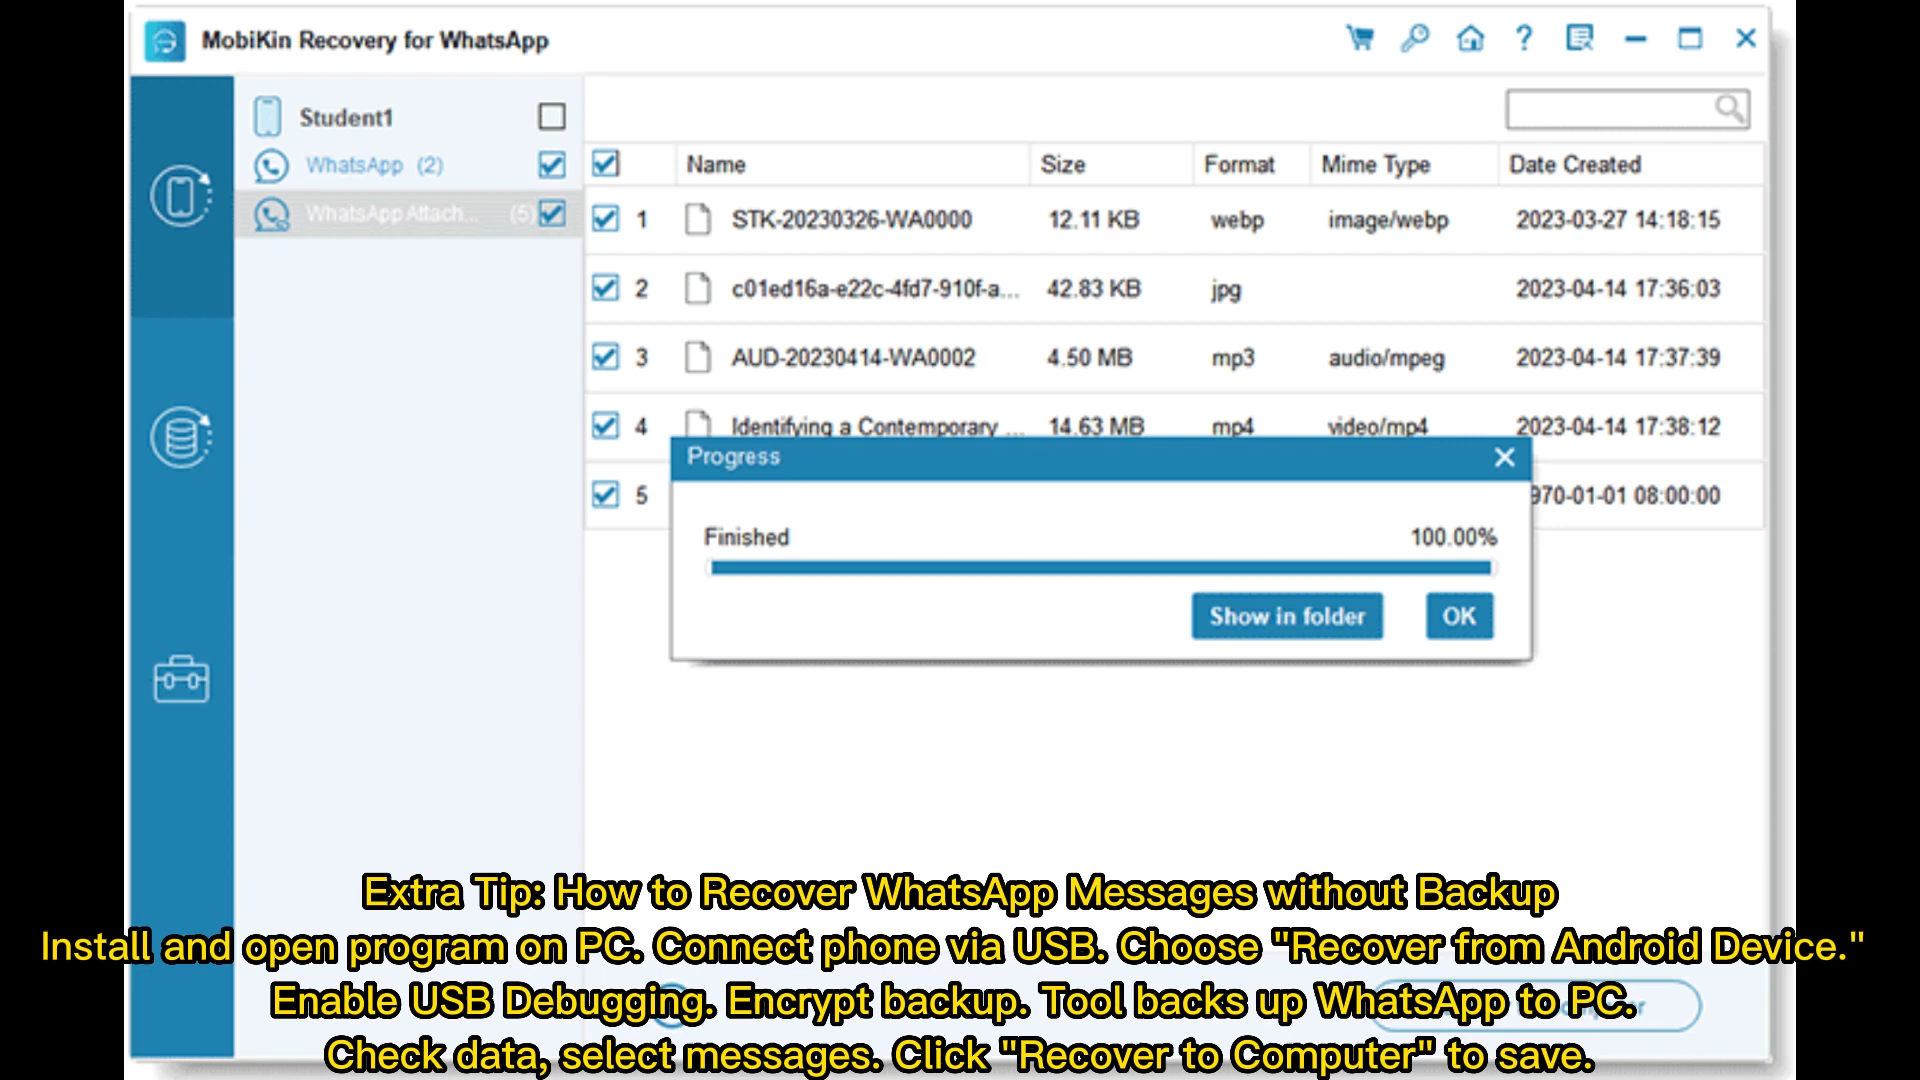 MobiKin Recovery for WhatsApp
Student1
WhatsApp (2)
WhatsApp Attach... (5)
Name Size Format Mime Type Date Created
1 STK-20230326-WA0000 12.11 KB webp image/webp 2023-03-27 14:18:15
2 c01ed16a-e22c-4fd7-910f-a... 42.83 KB jpg 2023-04-14 17:36:03
3 AUD-20230414-WA0002 4.50 MB mp3 audio/mpeg 2023-04-14 17:37:39
4 Identifying a Contemporary ... 14.63 MB mp4 video/mp4 2023-04-14 17:38:12
5 970-01-01 08:00:00
Progress
Finished 100.00%
Show in folder OK
Extra Tip: How to Recover WhatsApp Messages without Backup
Install and open program on PC. Connect phone via USB. Choose "Recover from Android Device."
Enable USB Debugging. Encrypt backup. Tool backs up WhatsApp to PC.
Check data, select messages. Click "Recover to Computer" to save.